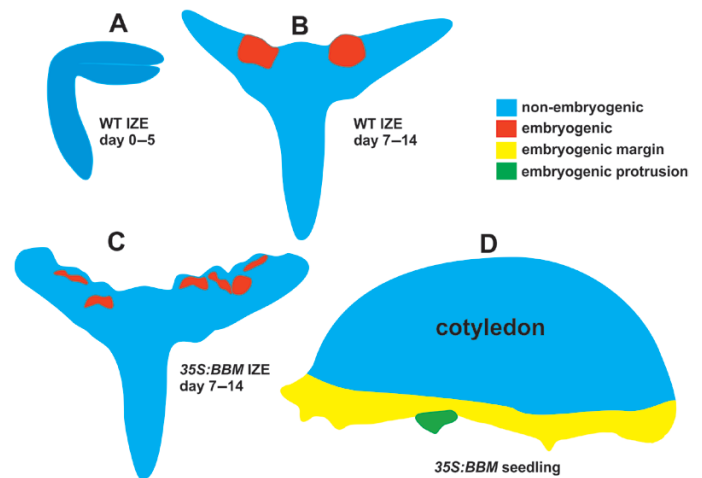 A
WT IZE
day 0–5
B
WT IZE
day 7–14
non-embryogenic
embryogenic
embryogenic margin
embryogenic protrusion
C
35S:BBM IZE
day 7–14
D
cotyledon
35S:BBM seedling